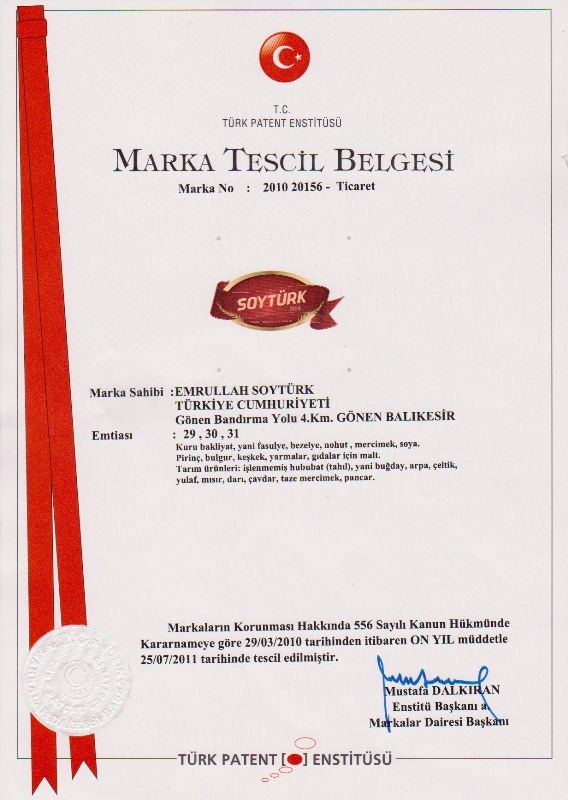 T.C.
TÜRK PATENT ENSTİTÜSÜ
MARKA TESCİL BELGESİ
Marka No : 2010 20156 - Ticaret
SOYTÜRK
Marka Sahibi :EMRULLAH SOYTÜRK
TÜRKİYE CUMHURİYETİ
Gönen Bandırma Yolu 4.Km. GÖNEN BALIKESİR
Emtiası : 29 , 30 , 31
Kuru bakliyat, yani fasulye, bezelye, nohut , mercimek, soya.
Pirinç, bulgur, keşkek, yarmalar, gıdalar için malt.
Tarım ürünleri: işlenmemiş hububat (tahıl), yani buğday, arpa, çeltik,
yulaf, mısır, darı, çavdar, taze mercimek, pancar.
Markaların Korunması Hakkında 556 Sayılı Kanun Hükmünde
Kararnameye göre 29/03/2010 tarihinden itibaren ON YIL müddetle
25/07/2011 tarihinde tescil edilmiştir.
Mustafa DALKIRAN
Enstitü Başkanı a.
Markalar Dairesi Başkanı
TÜRK PATENT [ ] ENSTİTÜSÜ